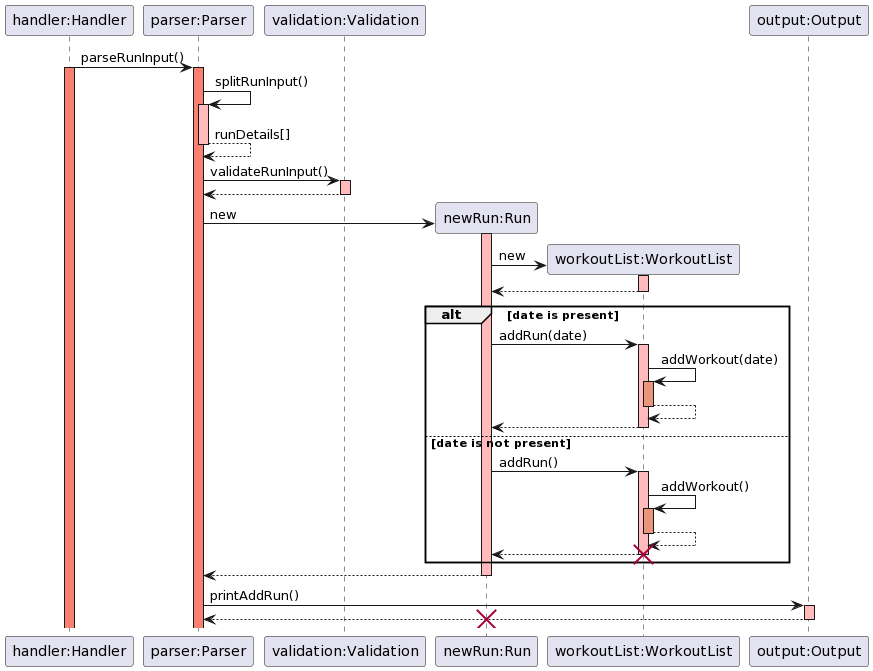 handler:Handler parser:Parser validation:Validation output:Output
parseRunInput()
splitRunInput()
runDetails[]
validateRunInput()
new
newRun:Run
new
workoutList:WorkoutList
alt [date is present]
addRun(date)
addWorkout(date)
[date is not present]
addRun()
addWorkout()
printAddRun()
handler:Handler parser:Parser validation:Validation newRun:Run workoutList:WorkoutList output:Output